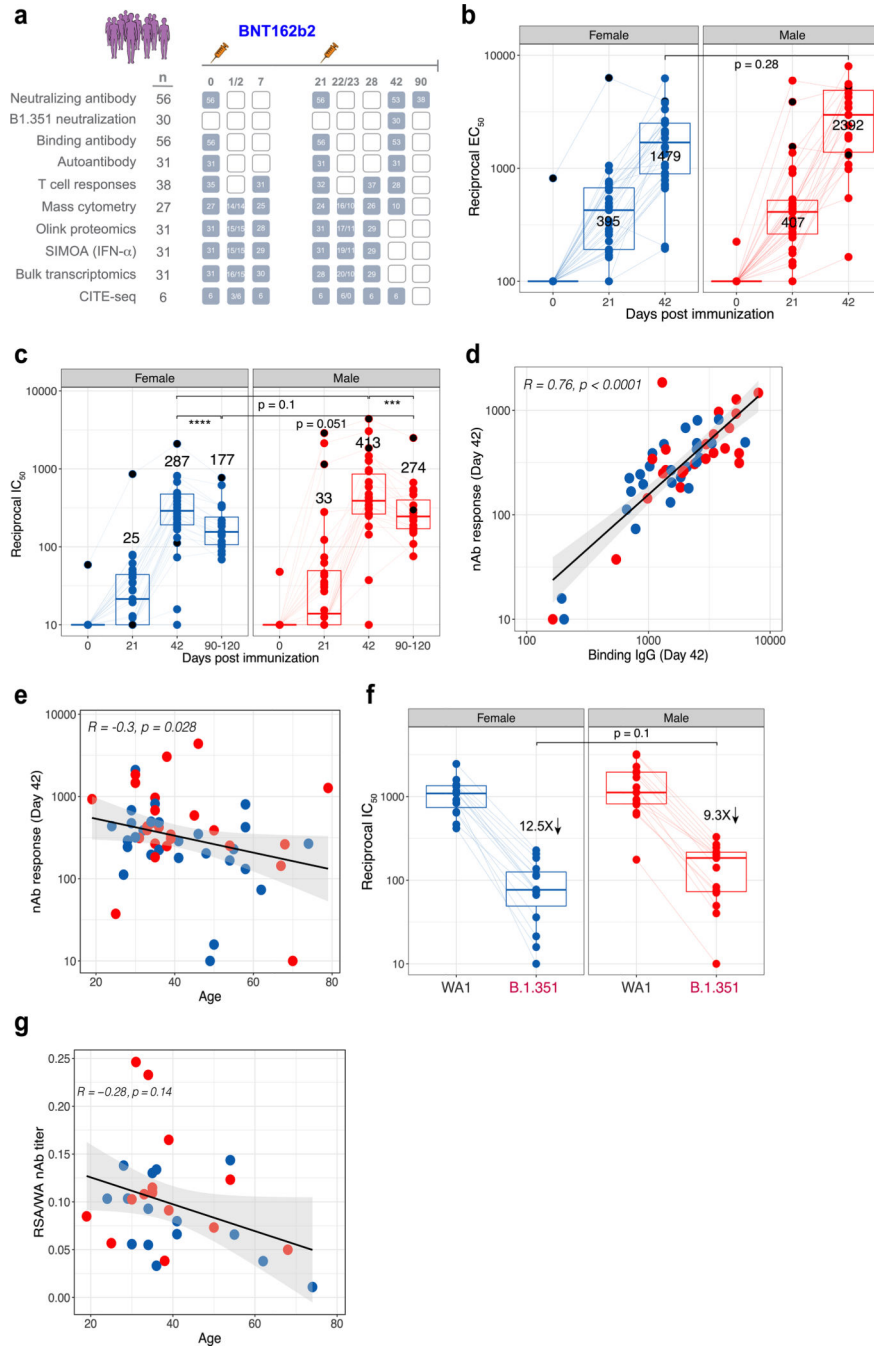 a
BNT162b2
n 0 1/2 7 21 22/23 28 42 90
Neutralizing antibody 56 56 56 53 38
B1.351 neutralization 30 30
Binding antibody 56 56 56 53
Autoantibody 31 31 31 31
T cell responses 38 35 31 32 37 28
Mass cytometry 27 27 14/14 25 24 16/10 26 10
Olink proteomics 31 31 15/15 28 29 17/11 29
SIMOA (IFN-α) 31 31 15/15 29 29 19/11 29
Bulk transcriptomics 31 31 16/15 30 28 20/10 29
CITE-seq 6 6 3/6 6 6 6/0 6 6
b
Female Male
p = 0.28
10000
1000
100
Reciprocal EC50
395
1479
407
2392
0 21 42 0 21 42
Days post immunization
c
Female Male
p = 0.1
***
****
p = 0.051
10000
1000
100
10
Reciprocal IC50
25
287
177
33
413
274
0 21 42 90-120 0 21 42 90-120
Days post immunization
d
R = 0.76, p < 0.0001
1000
100
10
nAb response (Day 42)
100 1000 10000
Binding IgG (Day 42)
e
R = -0.3, p = 0.028
10000
1000
100
10
nAb response (Day 42)
20 40 60 80
Age
f
Female Male
p = 0.1
1000
100
10
Reciprocal IC50
12.5X↓
9.3X↓
WA1 B.1.351 WA1 B.1.351
g
R = −0.28, p = 0.14
0.25
0.20
0.15
0.10
0.05
0.00
RSA/WA nAb titer
20 40 60 80
Age